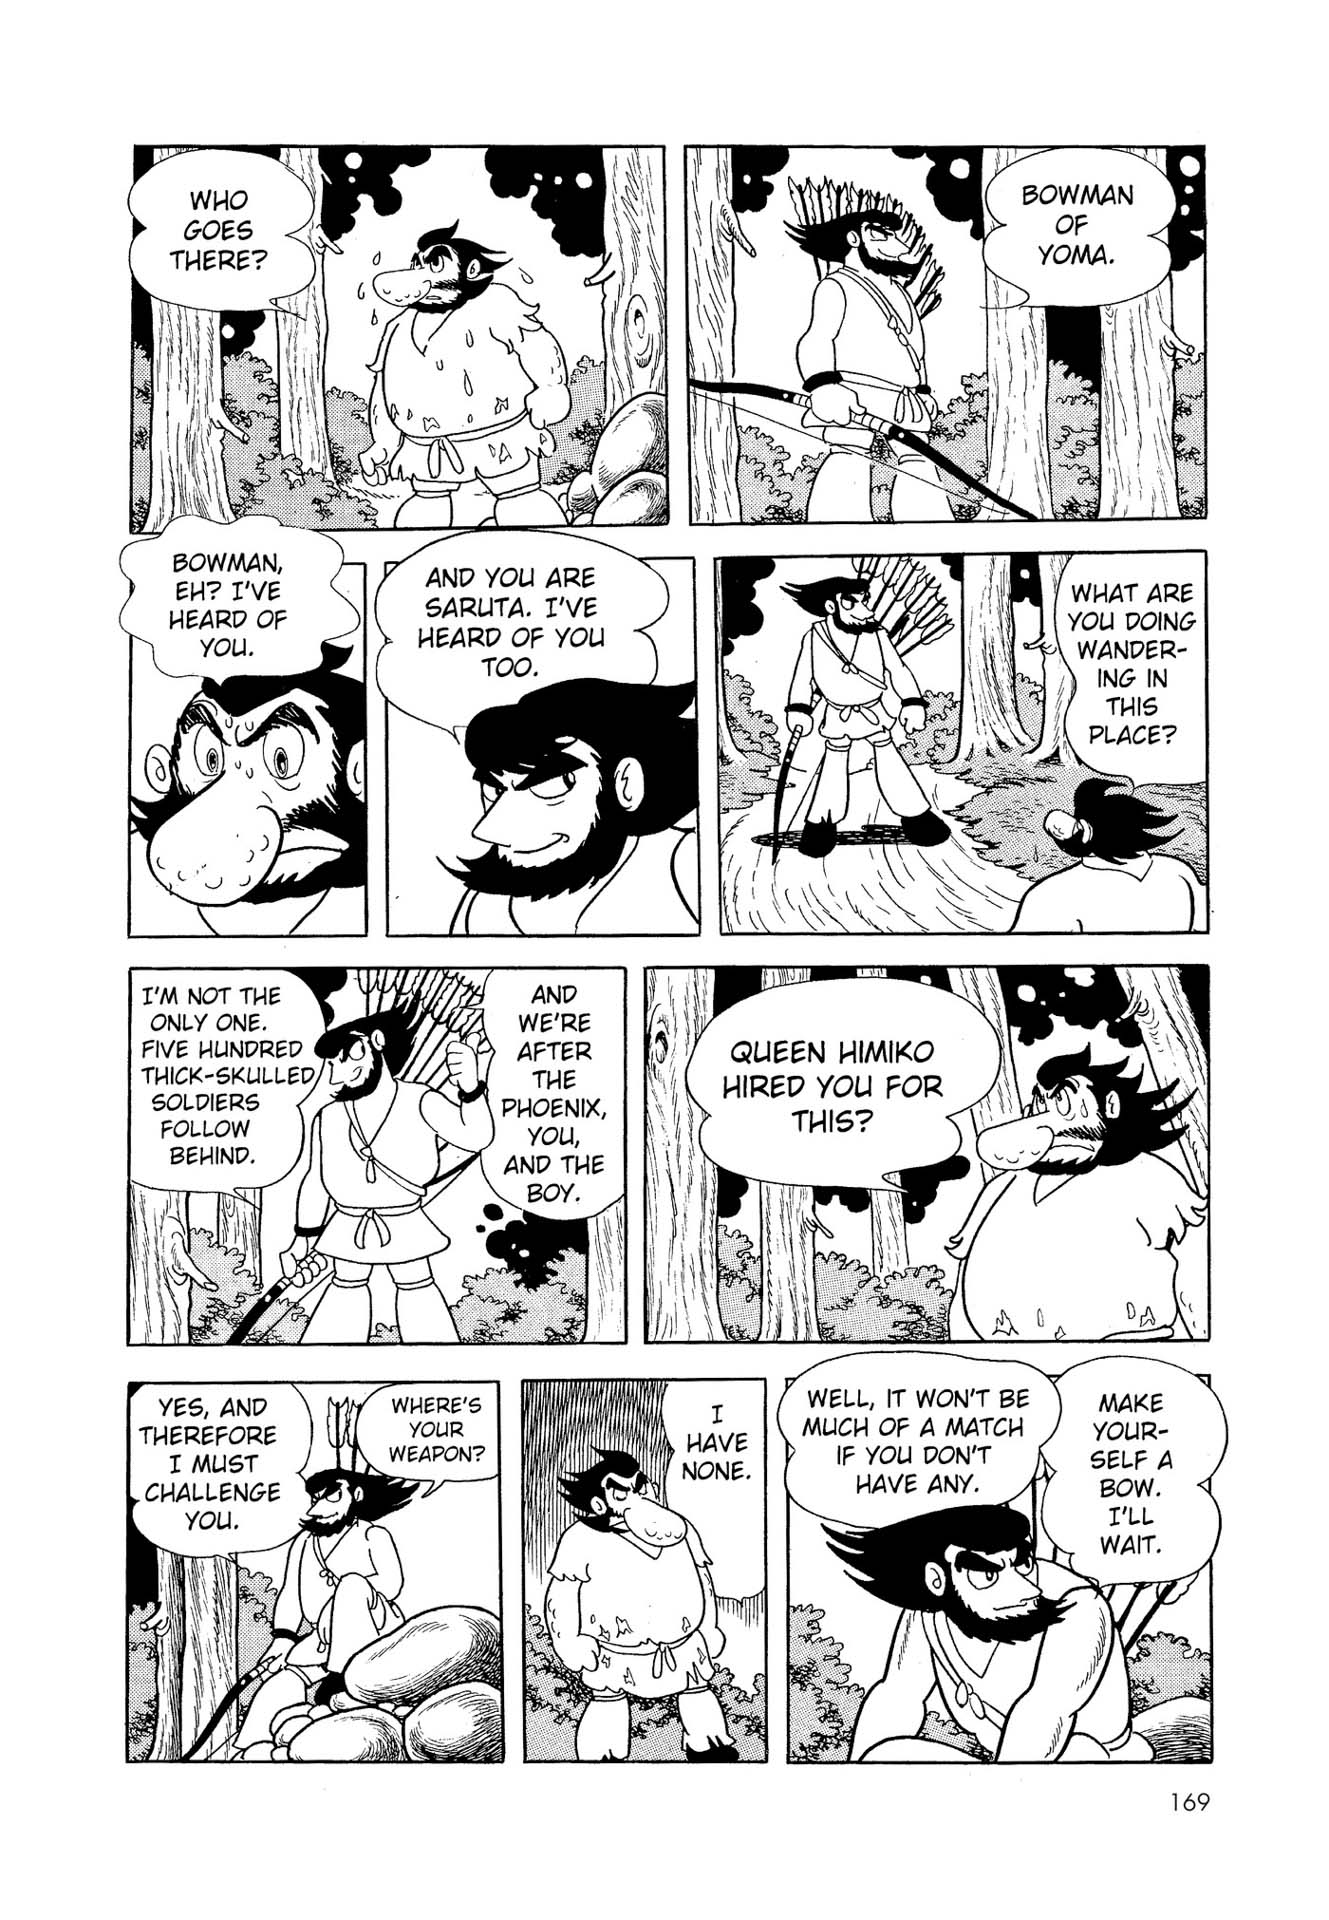 WHO
GOES
THERE?
BOWMAN
OF
YOMA.
BOWMAN,
EH? I'VE
HEARD OF
YOU.
AND YOU ARE
SARUTA. I'VE
HEARD OF YOU
TOO.
WHAT ARE
YOU DOING
WANDER-
ING IN
THIS
PLACE?
I'M NOT THE
ONLY ONE.
FIVE HUNDRED
THICK-SKULLED
SOLDIERS
FOLLOW
BEHIND.
AND
WE'RE
AFTER
THE
PHOENIX,
YOU,
AND THE
BOY.
QUEEN HIMIKO
HIRED YOU FOR
THIS?
YES, AND
THEREFORE
I MUST
CHALLENGE
YOU.
WHERE'S
YOUR
WEAPON?
I
HAVE
NONE.
WELL, IT WON'T BE
MUCH OF A MATCH
IF YOU DON'T
HAVE ANY.
MAKE
YOUR-
SELF A
BOW.
I'LL
WAIT.
169